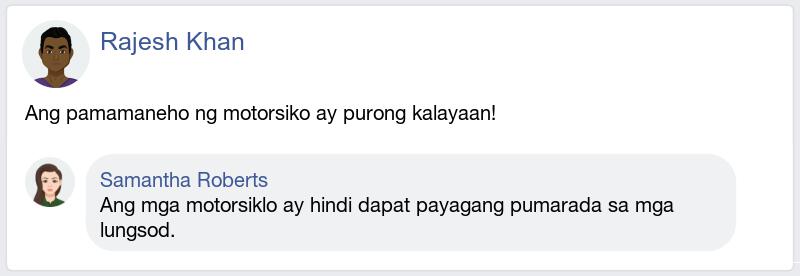 Rajesh Khan
Ang pamamaneho ng motorsiko ay purong kalayaan!
Samantha Roberts
Ang mga motorsiklo ay hindi dapat payagang pumarada sa mga
lungsod.